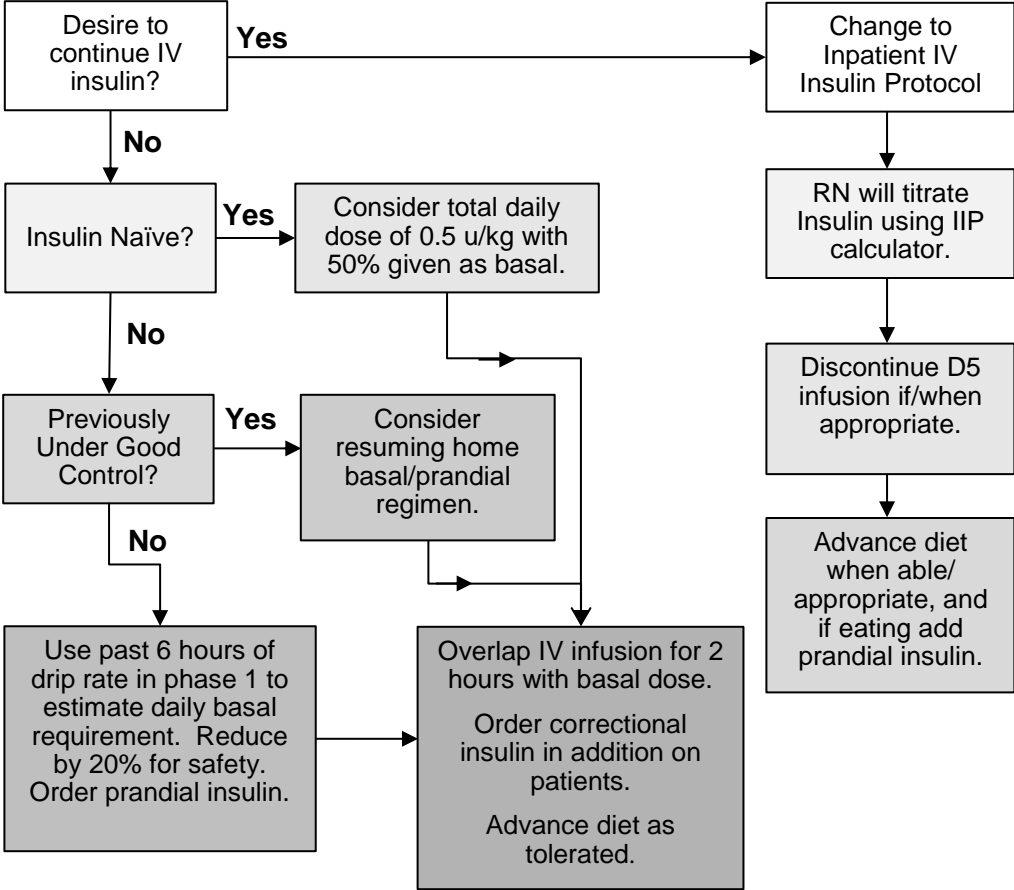 Desire to
continue IV
insulin?
Yes
Change to
Inpatient IV
Insulin Protocol
No
Insulin Naïve?
Yes
Consider total daily
dose of 0.5 u/kg with
50% given as basal.
RN will titrate
Insulin using IIP
calculator.
No
Discontinue D5
infusion if/when
appropriate.
Previously
Under Good
Control?
Yes
Consider
resuming home
basal/prandial
regimen.
No
Advance diet
when able/
appropriate, and
if eating add
prandial insulin.
Use past 6 hours of
drip rate in phase 1 to
estimate daily basal
requirement. Reduce
by 20% for safety.
Order prandial insulin.
Overlap IV infusion for 2
hours with basal dose.
Order correctional
insulin in addition on
patients.
Advance diet as
tolerated.